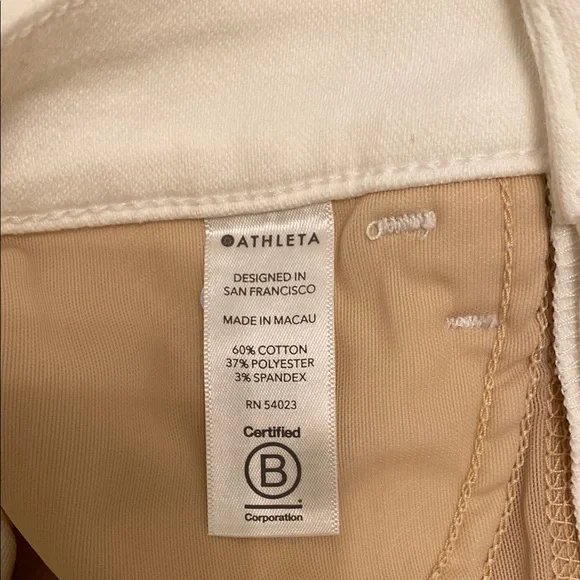 ATHLETA
DESIGNED IN
SAN FRANCISCO
MADE IN MACAU
60% COTTON
37% POLYESTER
3% SPANDEX
RN 54023
Certified
B
Corporation